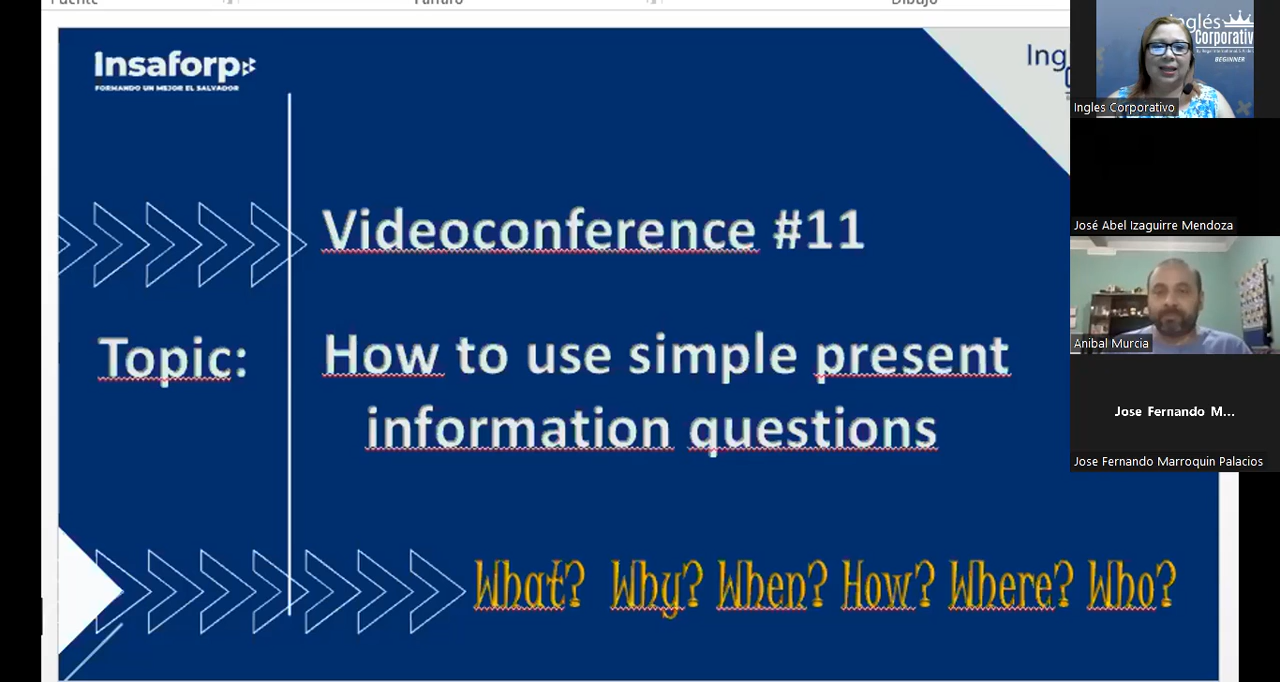 Fuente
Párrafo
Dibujo
Insaforp
FORMANDO UN MEJOR EL SALVADOR
Ing
Videoconference #11
Topic:
How to use simple present
information questions
What? Why? When? How? Where? Who?
Inglés
Corporativ
BEGINNER
Ingles Corporativo
José Abel Izaguirre Mendoza
Anibal Murcia
Jose Fernando M...
Jose Fernando Marroquin Palacios